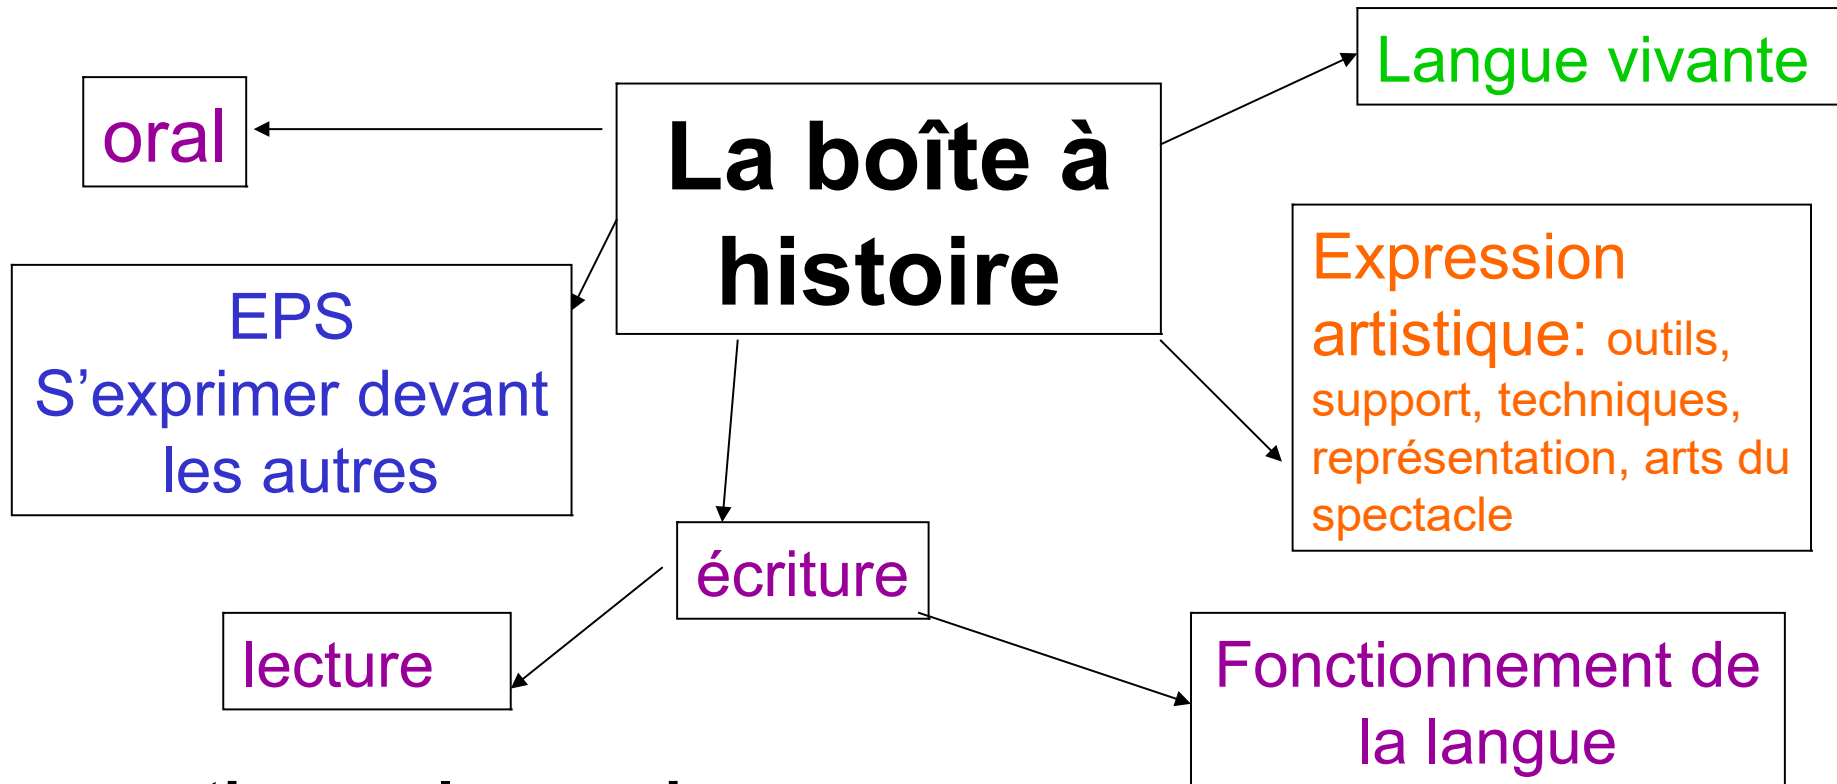 Langue vivante
oral
La boîte à
histoire
Expression
artistique: outils,
support, techniques,
représentation, arts du
spectacle
EPS
S’exprimer devant
les autres
écriture
lecture
Fonctionnement de
la langue